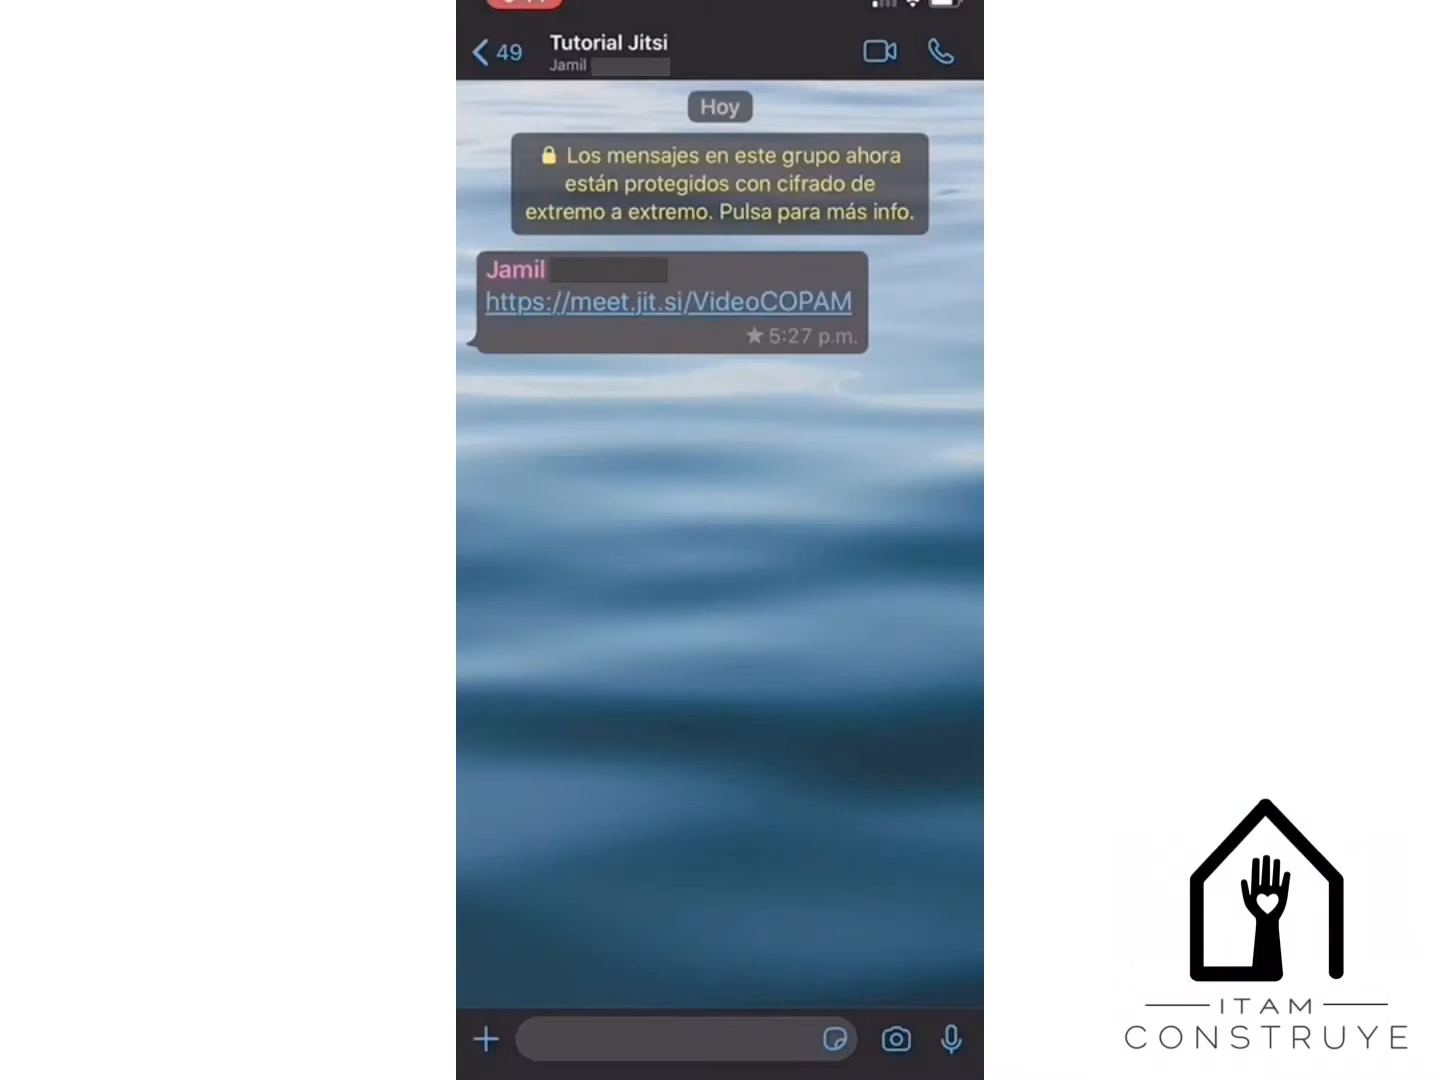 49
Tutorial Jitsi
Jamil
Hoy
Los mensajes en este grupo ahora
están protegidos con cifrado de
extremo a extremo. Pulsa para más info.
Jamil
https://meet.jit.si/VideoCOPAM
5:27 p.m.
ITAM
CONSTRUYE